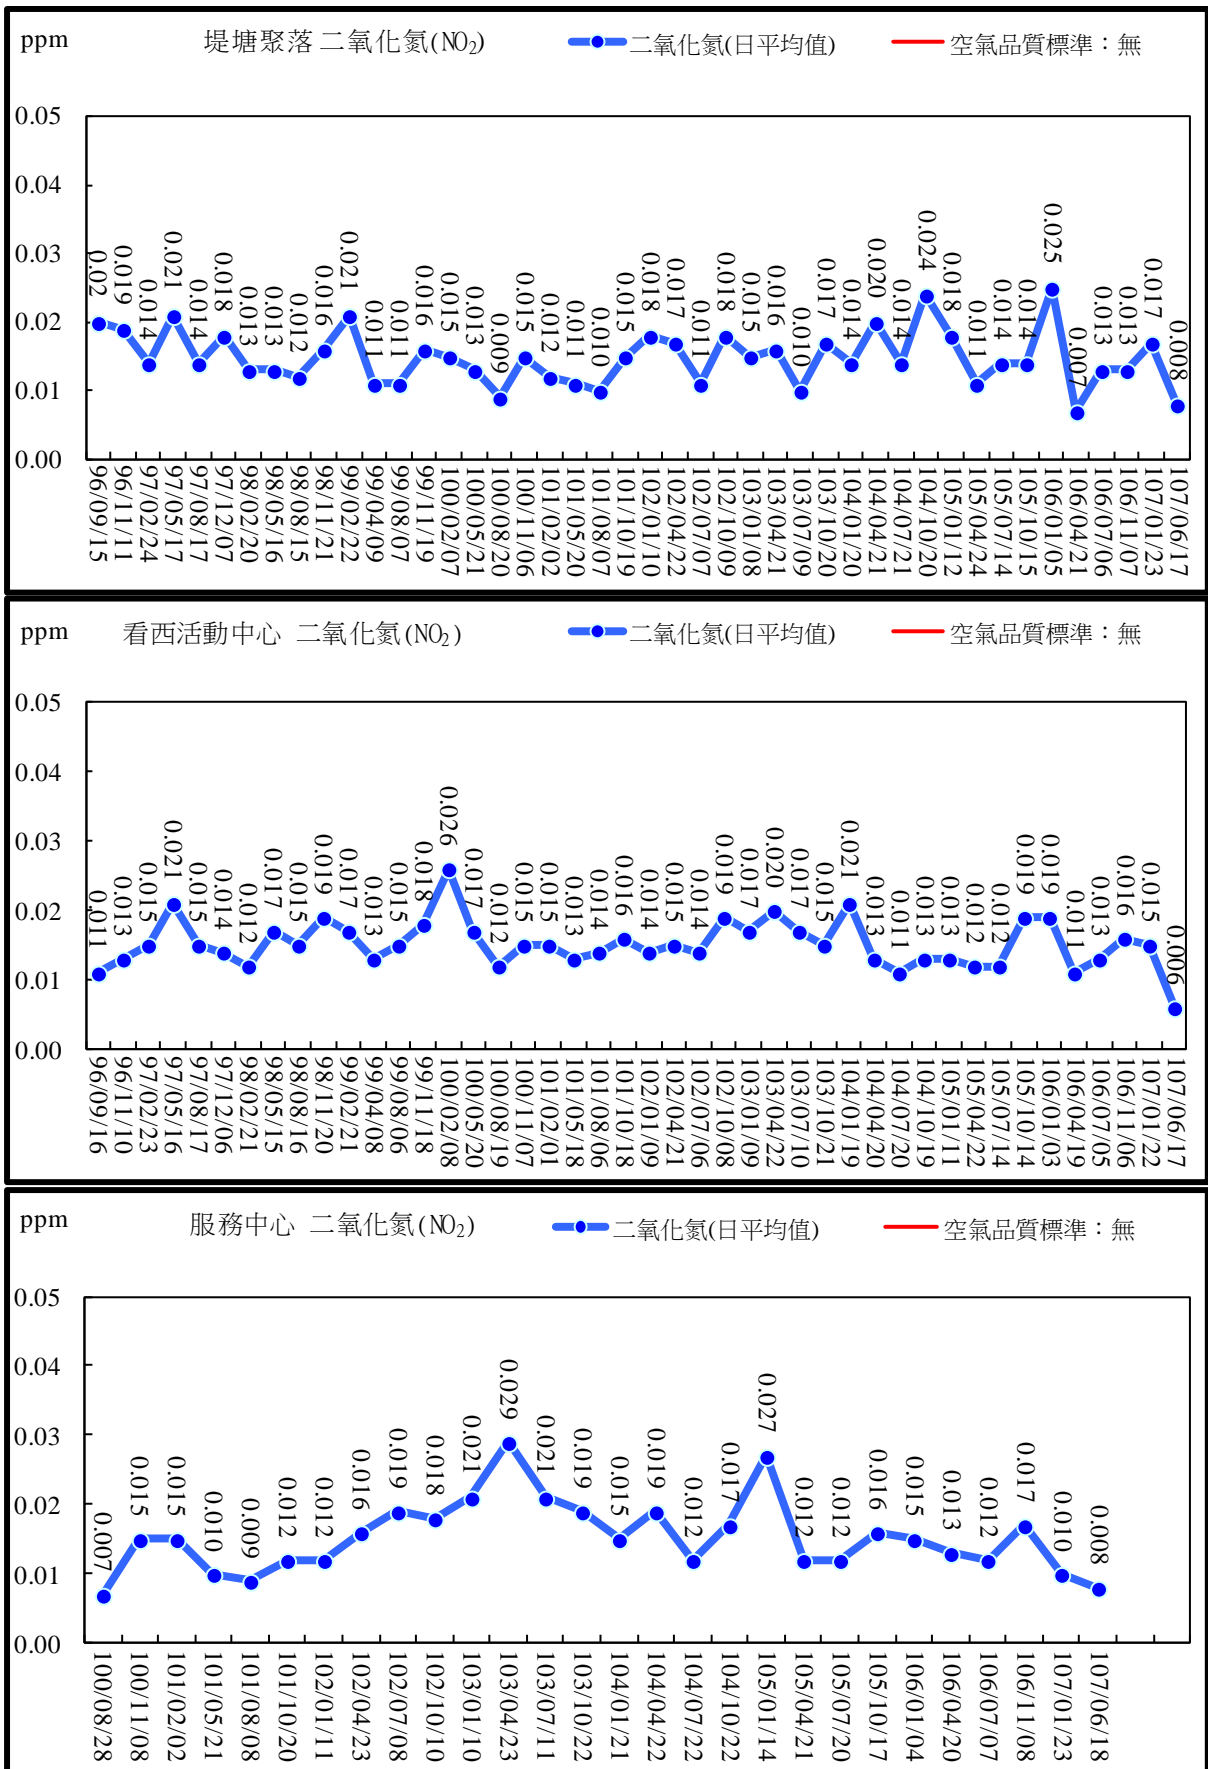 ppm 堤塘聚落 二氧化氮(NO₂) 二氧化氮(日平均值) 空氣品質標準：無
0.05
0.04
0.03
0.02
0.01
0.00
0.02 0.019 0.014 0.021 0.014 0.018 0.013 0.013 0.012 0.016 0.021 0.011 0.011 0.016 0.015 0.013 0.009 0.015 0.012 0.011 0.010 0.015 0.018 0.017 0.011 0.018 0.015 0.016 0.010 0.017 0.014 0.020 0.014 0.024 0.018 0.011 0.014 0.014 0.025 0.007 0.013 0.013 0.017 0.008
96/09/15 96/11/11 97/02/24 97/05/17 97/08/17 97/12/07 98/02/20 98/05/16 98/08/15 98/11/21 99/02/22 99/04/09 99/08/07 99/11/19 100/02/07 100/05/21 100/08/20 100/11/06 101/02/02 101/05/20 101/08/07 101/10/19 102/01/10 102/04/22 102/07/09 102/10/09 103/01/08 103/04/21 103/07/09 103/10/20 104/01/20 104/04/21 104/07/21 104/10/20 105/01/12 105/04/24 105/07/14 105/10/15 106/01/05 106/04/21 106/07/06 106/11/07 107/01/23 107/06/17
ppm 看西活動中心 二氧化氮(NO₂) 二氧化氮(日平均值) 空氣品質標準：無
0.05
0.04
0.03
0.02
0.01
0.00
0.011 0.013 0.015 0.021 0.015 0.014 0.012 0.017 0.015 0.019 0.017 0.013 0.015 0.018 0.026 0.017 0.012 0.015 0.015 0.013 0.014 0.016 0.014 0.015 0.014 0.019 0.017 0.020 0.017 0.015 0.021 0.013 0.011 0.013 0.013 0.012 0.012 0.019 0.019 0.011 0.013 0.016 0.015 0.006
96/09/16 96/11/10 97/02/23 97/05/16 97/08/17 97/12/06 98/02/21 98/05/15 98/08/16 98/11/20 99/02/21 99/04/08 99/08/06 99/11/18 100/02/08 100/05/20 100/08/19 100/11/07 101/02/01 101/05/18 101/08/06 101/10/18 102/01/09 102/04/21 102/07/06 102/10/08 103/01/09 103/04/22 103/07/10 103/10/21 104/01/19 104/04/20 104/07/20 104/10/19 105/01/11 105/04/22 105/07/14 105/10/14 106/01/03 106/04/19 106/07/05 106/11/06 107/01/22 107/06/17
ppm 服務中心 二氧化氮(NO₂) 二氧化氮(日平均值) 空氣品質標準：無
0.05
0.04
0.03
0.02
0.01
0.00
0.007 0.015 0.015 0.010 0.009 0.012 0.012 0.016 0.019 0.018 0.021 0.029 0.021 0.019 0.015 0.019 0.012 0.017 0.027 0.012 0.012 0.016 0.015 0.013 0.012 0.017 0.010 0.008
100/08/28 100/11/08 101/02/02 101/05/21 101/08/08 101/10/20 102/01/11 102/04/23 102/07/08 102/10/10 103/01/10 103/04/23 103/07/11 103/10/22 104/01/21 104/04/22 104/07/22 104/10/22 105/01/14 105/04/21 105/07/20 105/10/17 106/01/04 106/04/20 106/07/07 106/11/08 107/01/23 107/06/18